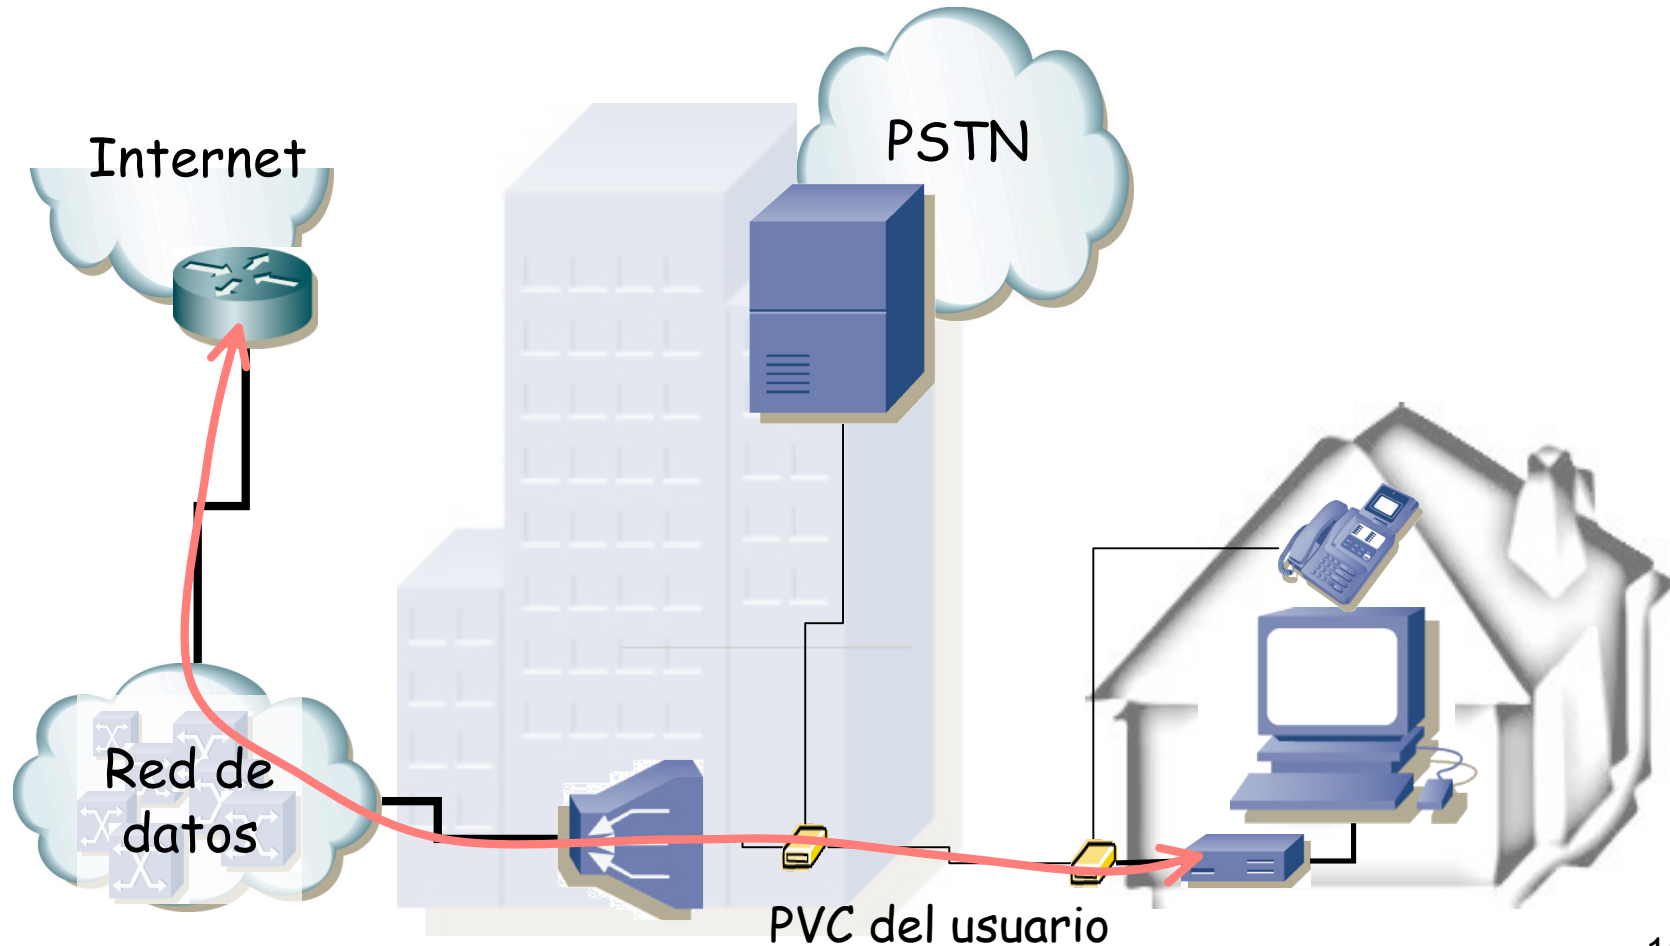 PSTN
Internet
Red de
datos
PVC del usuario